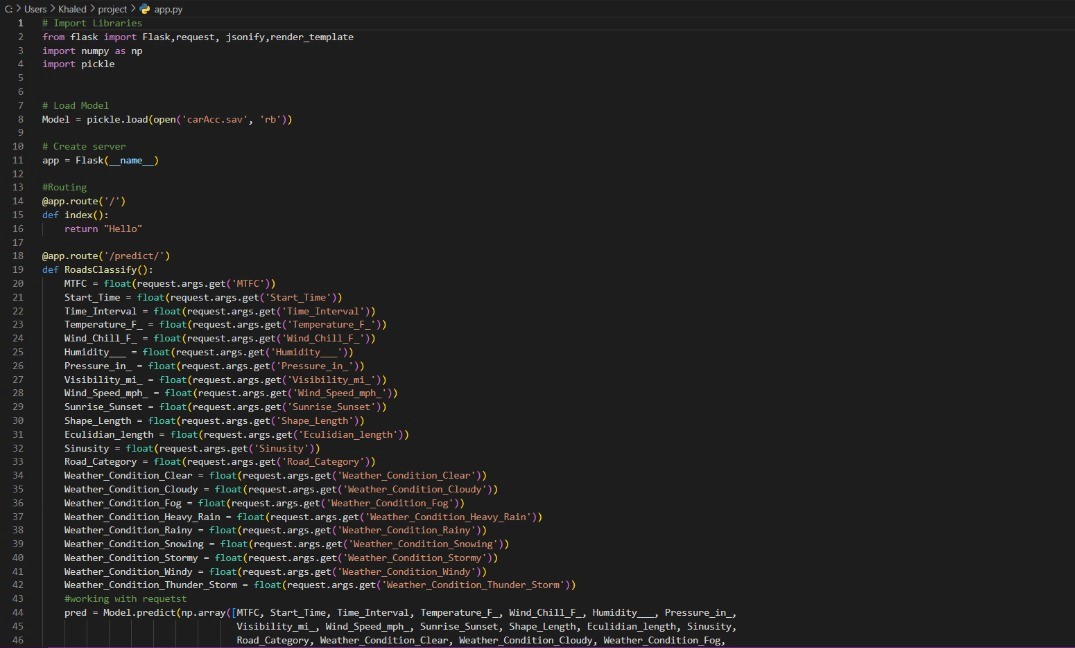 C: > Users > Khaled > project > app.py
1 # Import Libraries
2 from flask import Flask,request, jsonify,render_template
3 import numpy as np
4 import pickle
5
6
7 # Load Model
8 Model = pickle.load(open('carAcc.sav', 'rb'))
9
10 # Create server
11 app = Flask(__name__)
12
13 #Routing
14 @app.route('/')
15 def index():
16     return "Hello"
17
18 @app.route('/predict/')
19 def RoadsClassify():
20     MTFC = float(request.args.get('MTFC'))
21     Start_Time = float(request.args.get('Start_Time'))
22     Time_Interval = float(request.args.get('Time_Interval'))
23     Temperature_F_ = float(request.args.get('Temperature_F_'))
24     Wind_Chill_F_ = float(request.args.get('Wind_Chill_F_'))
25     Humidity___ = float(request.args.get('Humidity___'))
26     Pressure_in_ = float(request.args.get('Pressure_in_'))
27     Visibility_mi_ = float(request.args.get('Visibility_mi_'))
28     Wind_Speed_mph_ = float(request.args.get('Wind_Speed_mph_'))
29     Sunrise_Sunset = float(request.args.get('Sunrise_Sunset'))
30     Shape_Length = float(request.args.get('Shape_Length'))
31     Eculidian_length = float(request.args.get('Eculidian_length'))
32     Sinusity = float(request.args.get('Sinusity'))
33     Road_Category = float(request.args.get('Road_Category'))
34     Weather_Condition_Clear = float(request.args.get('Weather_Condition_Clear'))
35     Weather_Condition_Cloudy = float(request.args.get('Weather_Condition_Cloudy'))
36     Weather_Condition_Fog = float(request.args.get('Weather_Condition_Fog'))
37     Weather_Condition_Heavy_Rain = float(request.args.get('Weather_Condition_Heavy_Rain'))
38     Weather_Condition_Rainy = float(request.args.get('Weather_Condition_Rainy'))
39     Weather_Condition_Snowing = float(request.args.get('Weather_Condition_Snowing'))
40     Weather_Condition_Stormy = float(request.args.get('Weather_Condition_Stormy'))
41     Weather_Condition_Windy = float(request.args.get('Weather_Condition_Windy'))
42     Weather_Condition_Thunder_Storm = float(request.args.get('Weather_Condition_Thunder_Storm'))
43     #working with requetst
44     pred = Model.predict(np.array([MTFC, Start_Time, Time_Interval, Temperature_F_, Wind_Chill_F_, Humidity___, Pressure_in_,
45                                    Visibility_mi_, Wind_Speed_mph_, Sunrise_Sunset, Shape_Length, Eculidian_length, Sinusity,
46                                    Road_Category, Weather_Condition_Clear, Weather_Condition_Cloudy, Weather_Condition_Fog,